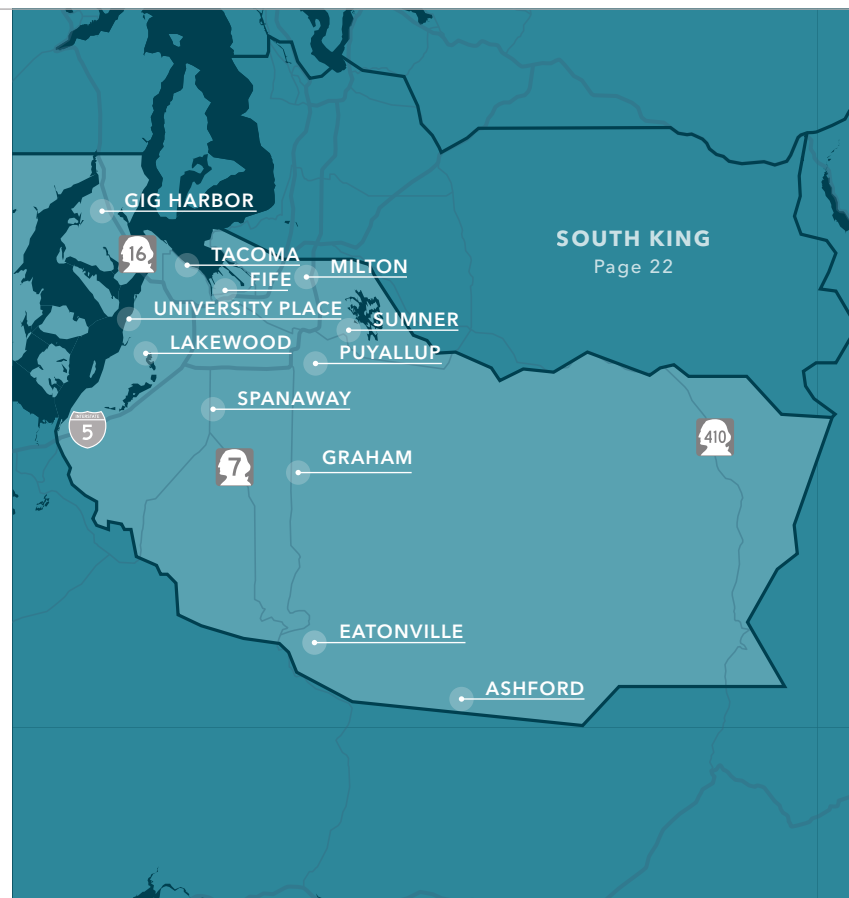 GIG HARBOR
SOUTH KING
Page 22
16
TACOMA
MILTON
FIFE
UNIVERSITY PLACE
SUMNER
LAKEWOOD
PUYALLUP
SPANAWAY
INTERSTATE
5
410
7
GRAHAM
EATONVILLE
ASHFORD